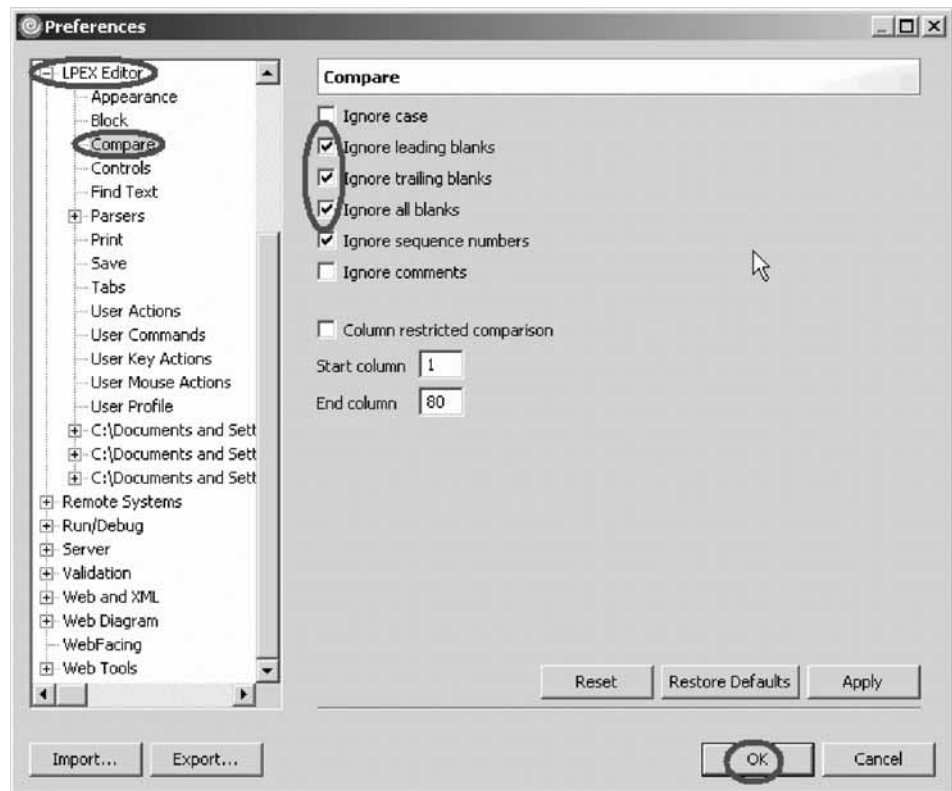 Preferences
LPEX Editor
Appearance
Block
Compare
Controls
Find Text
Parsers
Print
Save
Tabs
User Actions
User Commands
User Key Actions
User Mouse Actions
User Profile
C:\Documents and Sett
C:\Documents and Sett
C:\Documents and Sett
Remote Systems
Run/Debug
Server
Validation
Web and XML
Web Diagram
WebFacing
Web Tools
Compare
Ignore case
Ignore leading blanks
Ignore trailing blanks
Ignore all blanks
Ignore sequence numbers
Ignore comments
Column restricted comparison
Start column 1
End column 80
Reset Restore Defaults Apply
Import... Export... OK Cancel